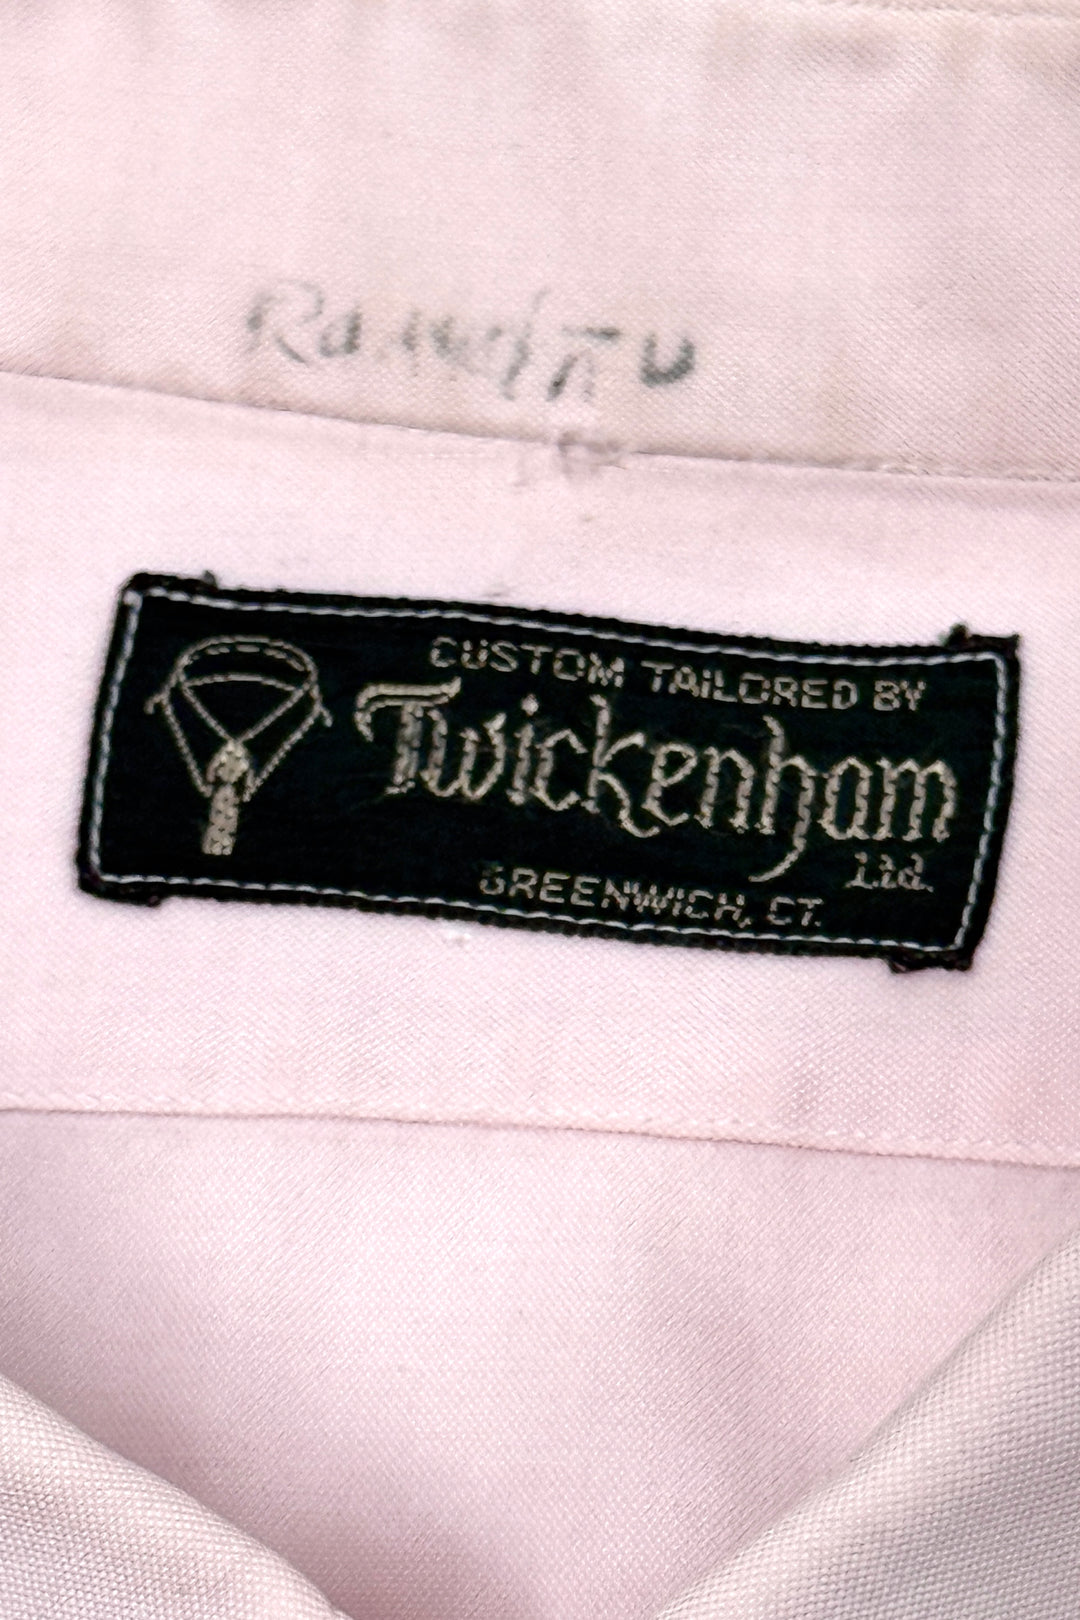 CUSTOM TAILORED BY
Twickenham
Ltd.
GREENWICH, CT.